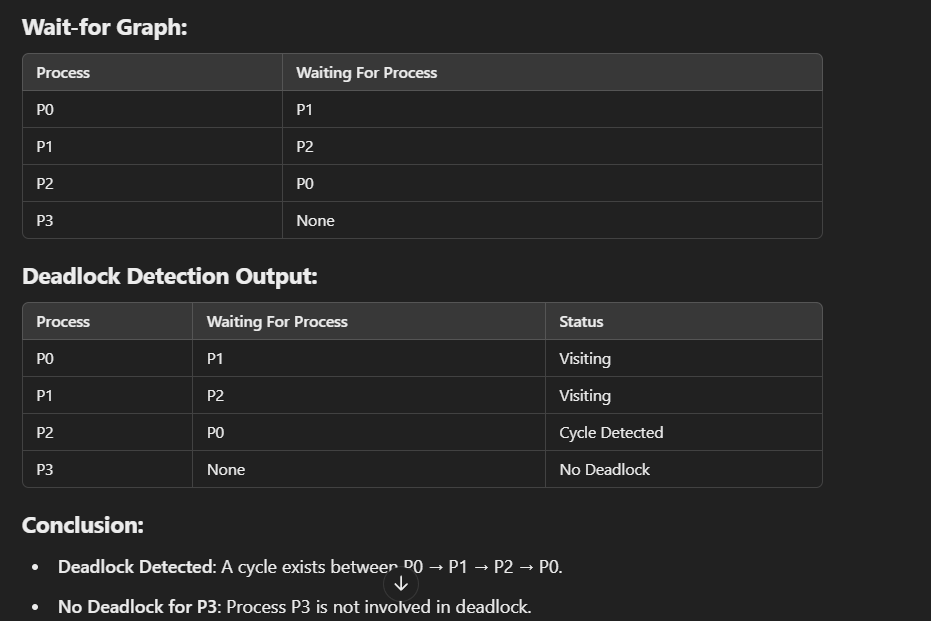 Wait-for Graph:
Process Waiting For Process
P0 P1
P1 P2
P2 P0
P3 None
Deadlock Detection Output:
Process Waiting For Process Status
P0 P1 Visiting
P1 P2 Visiting
P2 P0 Cycle Detected
P3 None No Deadlock
Conclusion:
• Deadlock Detected: A cycle exists between P0 → P1 → P2 → P0.
• No Deadlock for P3: Process P3 is not involved in deadlock.